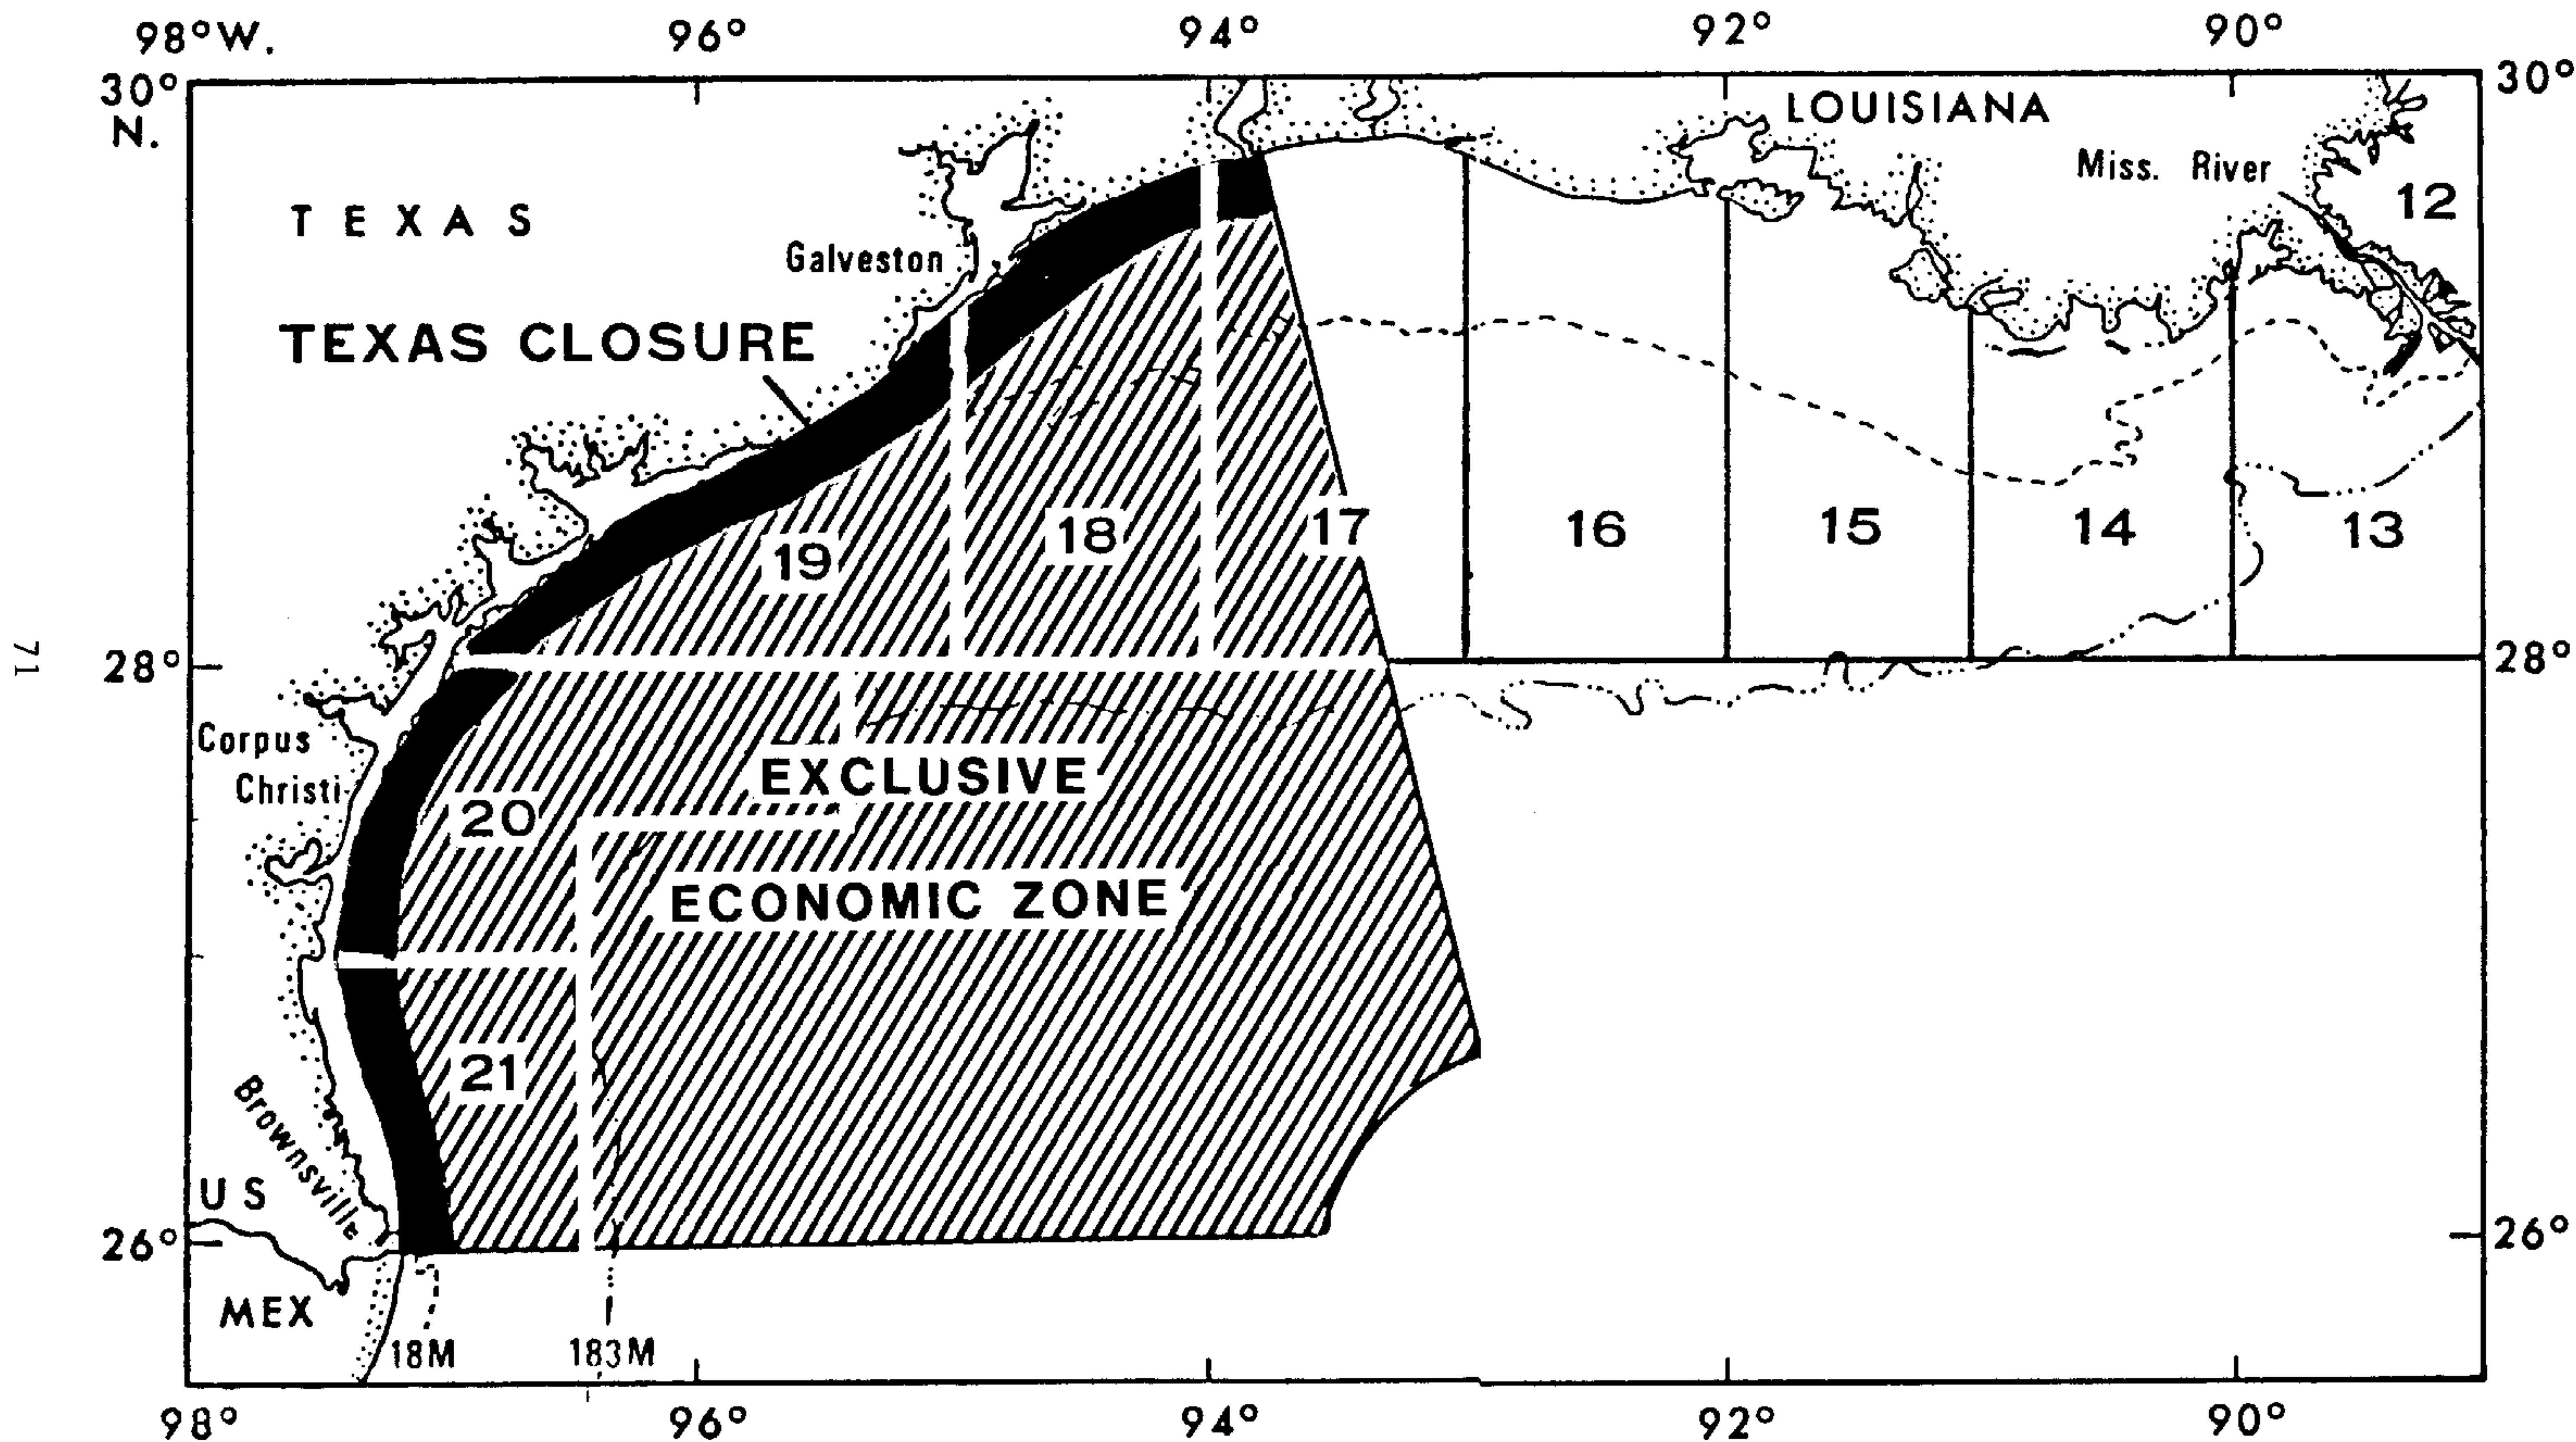 98°W.
96°
94°
92°
90°
30°
N.
30°
LOUISIANA
Miss. River
12
TEXAS
Galveston
TEXAS CLOSURE
19
18
17
16
15
14
13
71
28°
28°
Corpus
Christi
EXCLUSIVE
20
ECONOMIC ZONE
21
Brownsville
US
26°
26°
MEX
18M
183M
98°
96°
94°
92°
90°